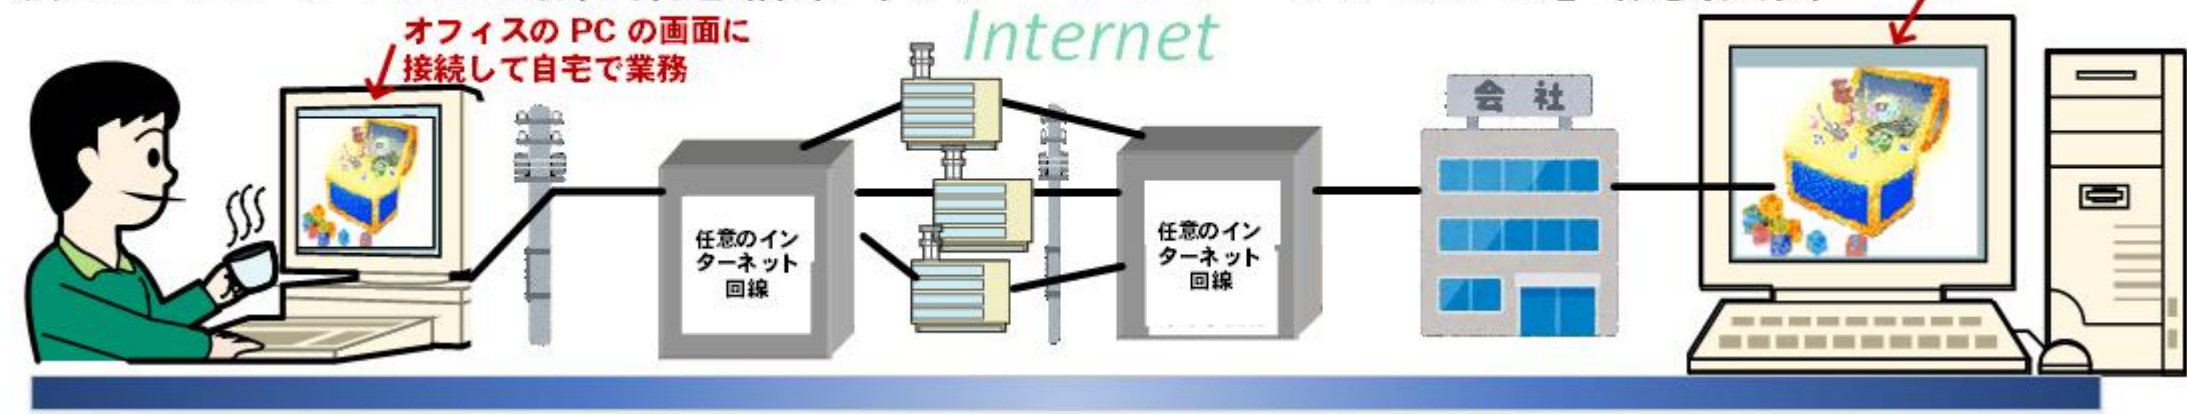 オフィスの PC の画面に
接続して自宅で業務
Internet
会社
任意のイン
ターネット
回線
任意のイン
ターネット
回線